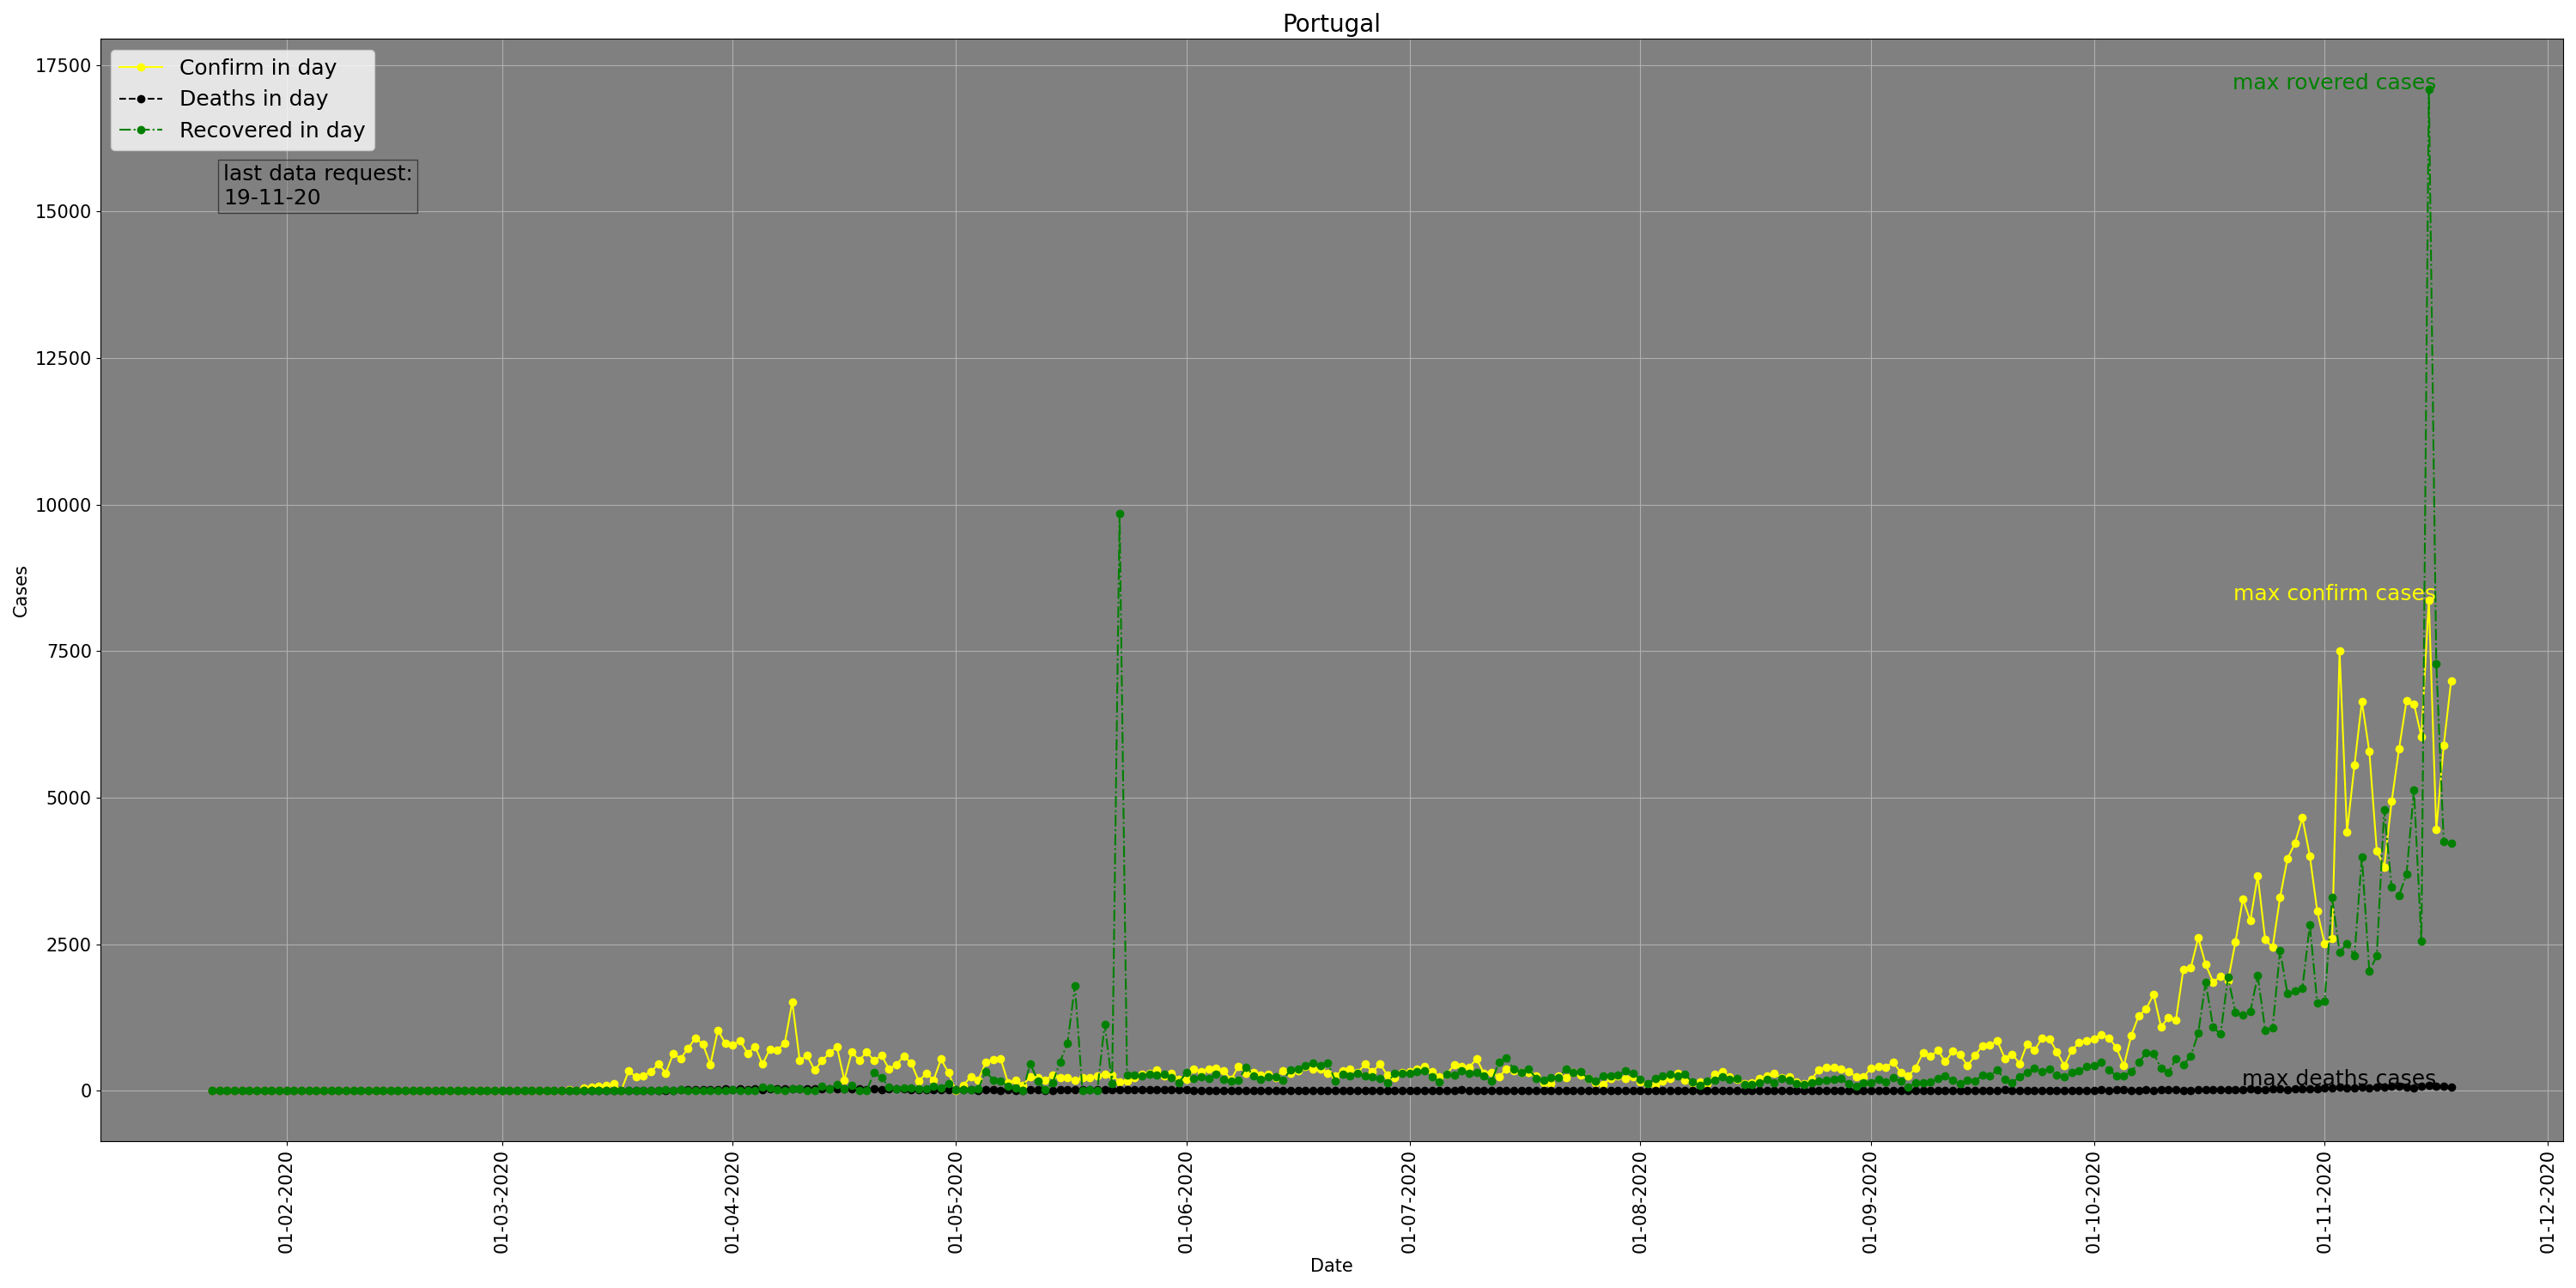 Portugal
17500
15000
12500
10000
7500
5000
2500
0
Cases
Confirm in day
Deaths in day
Recovered in day
last data request:
19-11-20
max rovered cases
max confirm cases
max deaths cases
01-02-2020
01-03-2020
01-04-2020
01-05-2020
01-06-2020
01-07-2020
01-08-2020
01-09-2020
01-10-2020
01-11-2020
01-12-2020
Date